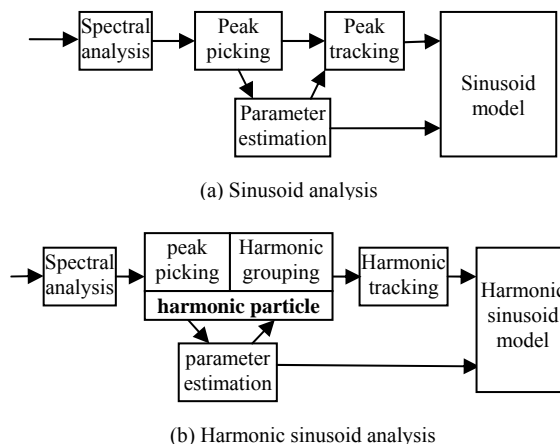 Spectral
analysis
Peak
picking
Peak
tracking
Parameter
estimation
Sinusoid
model
(a) Sinusoid analysis
Spectral
analysis
peak
picking
Harmonic
grouping
harmonic particle
Harmonic
tracking
parameter
estimation
Harmonic
sinusoid
model
(b) Harmonic sinusoid analysis